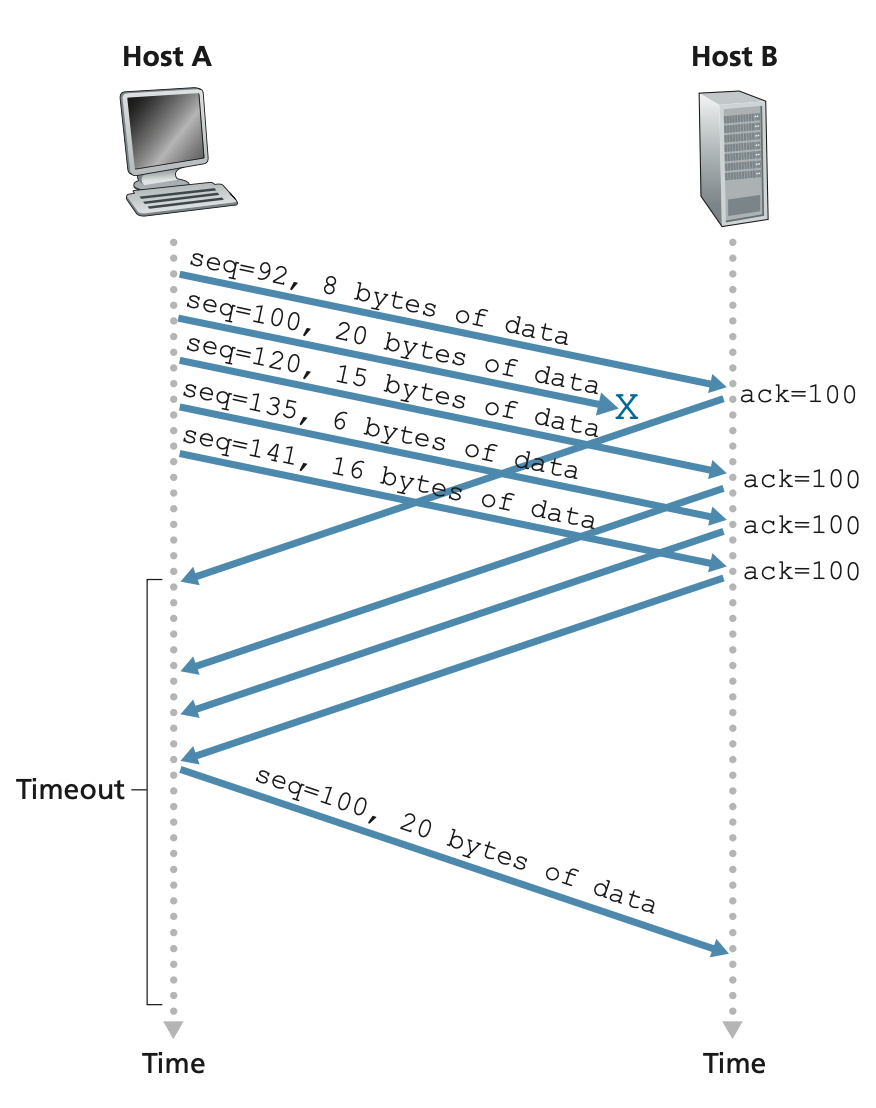 Host A
Host B
seq=92, 8 bytes of data
seq=100, 20 bytes of data
X
ack=100
seq=120, 15 bytes of data
seq=135, 6 bytes of data
seq=141, 16 bytes of data
ack=100
ack=100
ack=100
Timeout
seq=100, 20 bytes of data
Time
Time